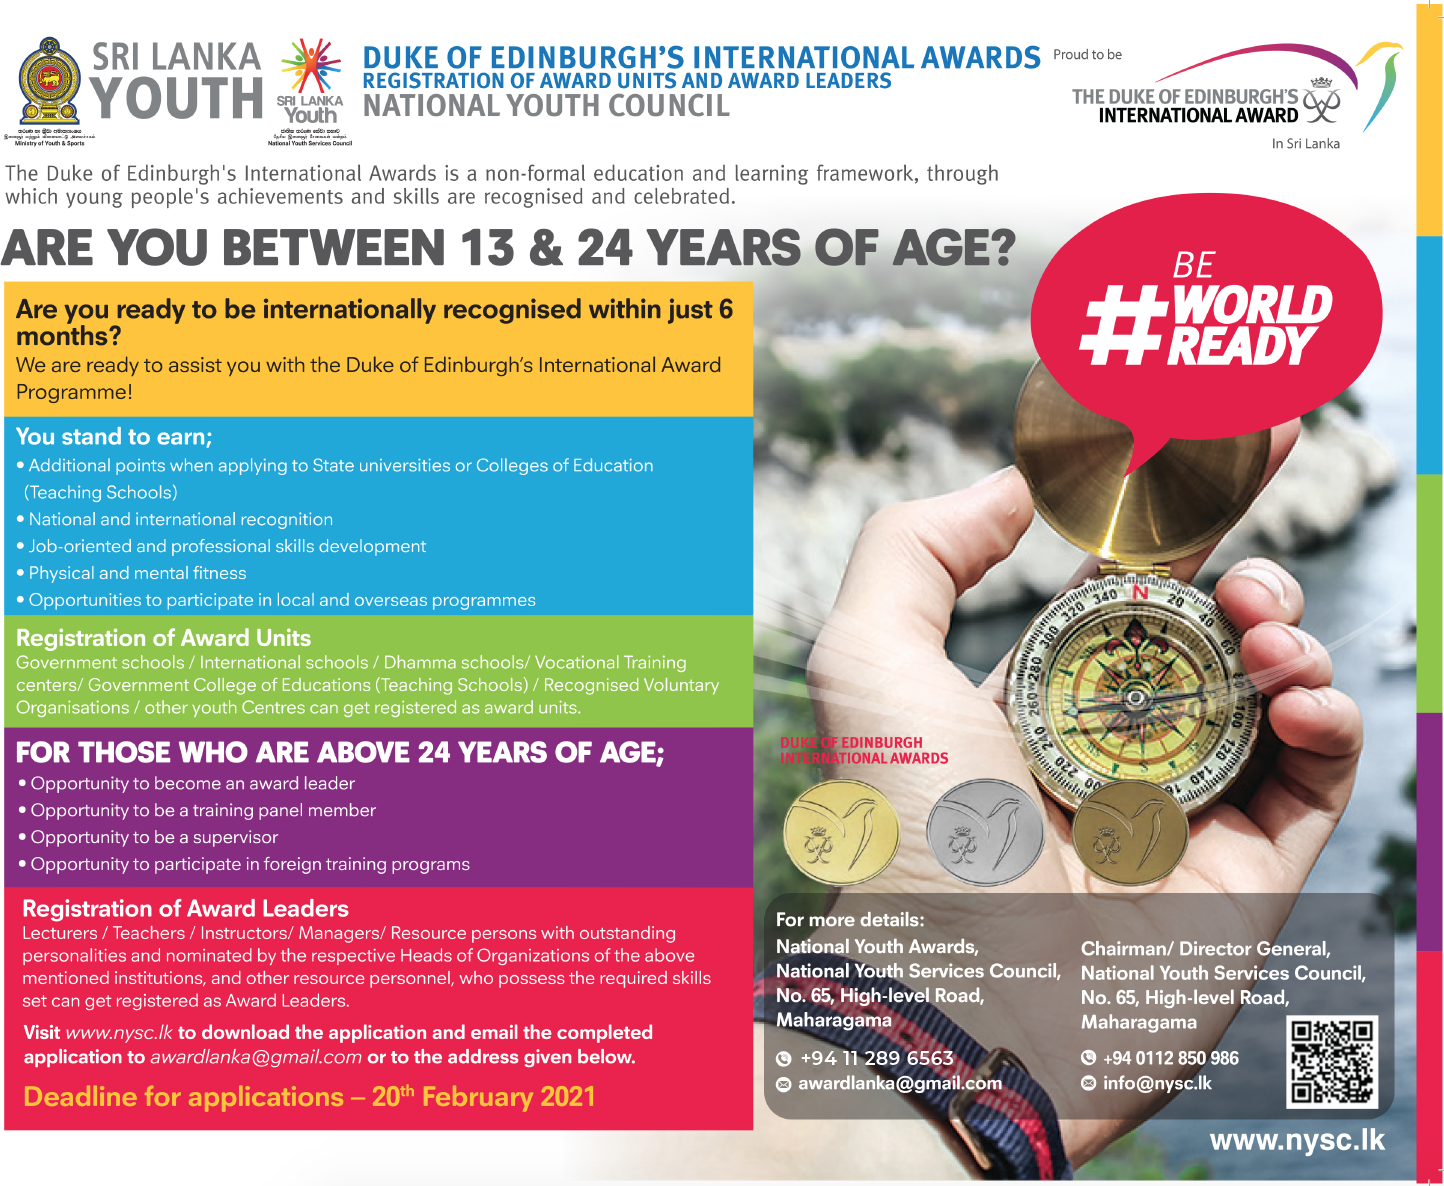 SRI LANKA
YOUTH
Ministry of Youth & Sports
SRI LANKA
Youth
National Youth Services Council
DUKE OF EDINBURGH'S INTERNATIONAL AWARDS
REGISTRATION OF AWARD UNITS AND AWARD LEADERS
NATIONAL YOUTH COUNCIL
Proud to be
THE DUKE OF EDINBURGH'S
INTERNATIONAL AWARD
In Sri Lanka
The Duke of Edinburgh's International Awards is a non-formal education and learning framework, through
which young people's achievements and skills are recognised and celebrated.
ARE YOU BETWEEN 13 & 24 YEARS OF AGE?
BE
#WORLD
READY
Are you ready to be internationally recognised within just 6
months?
We are ready to assist you with the Duke of Edinburgh's International Award
Programme!
You stand to earn;
• Additional points when applying to State universities or Colleges of Education
(Teaching Schools)
• National and international recognition
• Job-oriented and professional skills development
• Physical and mental fitness
• Opportunities to participate in local and overseas programmes
Registration of Award Units
Government schools / International schools / Dhamma schools/ Vocational Training
centers/ Government College of Educations (Teaching Schools) / Recognised Voluntary
Organisations / other youth Centres can get registered as award units.
FOR THOSE WHO ARE ABOVE 24 YEARS OF AGE;
• Opportunity to become an award leader
• Opportunity to be a training panel member
• Opportunity to be a supervisor
• Opportunity to participate in foreign training programs
Registration of Award Leaders
Lecturers / Teachers / Instructors/ Managers/ Resource persons with outstanding
personalities and nominated by the respective Heads of Organizations of the above
mentioned institutions, and other resource personnel, who possess the required skills
set can get registered as Award Leaders.
Visit www.nysc.lk to download the application and email the completed
application to awardlanka@gmail.com or to the address given below.
Deadline for applications – 20th February 2021
340 N 20
320 40
300 60
280
260 W
240 100
220 120
200 140
160
DUKE OF EDINBURGH
INTERNATIONAL AWARDS
For more details:
National Youth Awards,
National Youth Services Council,
No. 65, High-level Road,
Maharagama
+94 11 289 6563
awardlanka@gmail.com
Chairman/ Director General,
National Youth Services Council,
No. 65, High-level Road,
Maharagama
+94 0112 850 986
info@nysc.lk
www.nysc.lk